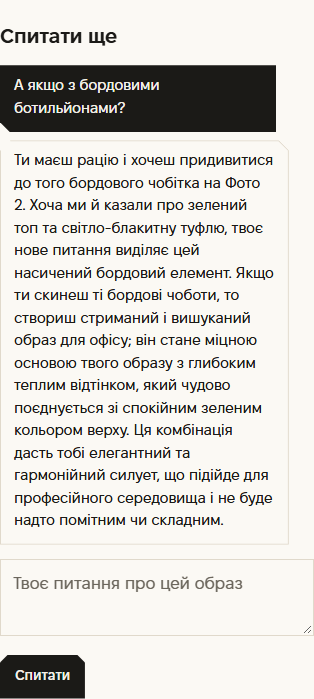 Спитати ще
А якщо з бордовими
ботильйонами?
Ти маєш рацію і хочеш придивитися
до того бордового чобітка на Фото
2. Хоча ми й казали про зелений
топ та світло-блакитну туфлю, твоє
нове питання виділяє цей
насичений бордовий елемент. Якщо
ти скинеш ті бордові чоботи, то
створиш стриманий і вишуканий
образ для офісу; він стане міцною
основою твого образу з глибоким
теплим відтінком, який чудово
поєднується зі спокійним зеленим
кольором верху. Ця комбінація
дасть тобі елегантний та
гармонійний силует, що підійде для
професійного середовища і не буде
надто помітним чи складним.
Твоє питання про цей образ
Спитати